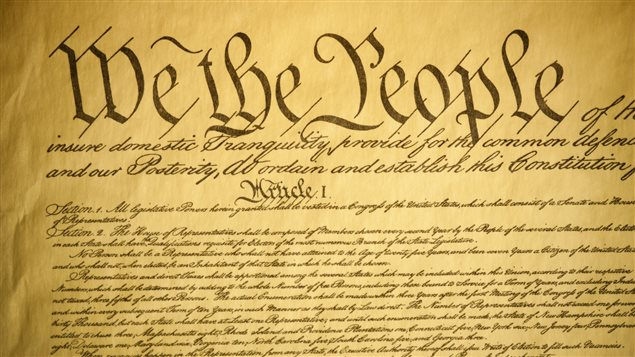 We the People of th
insure domestic Tranquility, provide for the common defence
and our Posterity, do ordain and establish this Constitution f
Article I.
Section 1. All legislative Powers herein granted shall be vested in a Congress of the United States, which shall consist of a Senate and House
of Representatives.
Section 2. The House of Representatives shall be composed of Members chosen every second Year by the People of the several States, and the Electors
in each State shall have the Qualifications requisite for Electors of the most numerous Branch of the State Legislature.
No Person shall be a Representative who shall not have attained to the Age of twenty five Years, and been seven Years a Citizen of the United States
and who shall not, when elected, be an Inhabitant of that State in which he shall be chosen.
Representatives and direct Taxes shall be apportioned among the several States which may be included within this Union, according to their respective
Numbers, which shall be determined by adding to the whole Number of free Persons, including those bound to Service for a Term of Years, and excluding Indians
not taxed, three fifths of all other Persons. The actual Enumeration shall be made within three Years after the first Meeting of the Congress of the United States
and within every subsequent Term of ten Years, in such Manner as they shall by Law direct. The Number of Representatives shall not exceed one for every
thirty Thousand, but each State shall have at Least one Representative; and until such enumeration shall be made, the State of New Hampshire shall be
entitled to chuse three, Massachusetts eight, Rhode Island and Providence Plantations one, Connecticut five, New York six, New Jersey four, Pennsylvania
eight, Delaware one, Maryland six, Virginia ten, North Carolina five, South Carolina five, and Georgia three.
When vacancies happen in the Representation from any State, the Executive Authority thereof shall issue Writs of Election to fill such Vacancies.